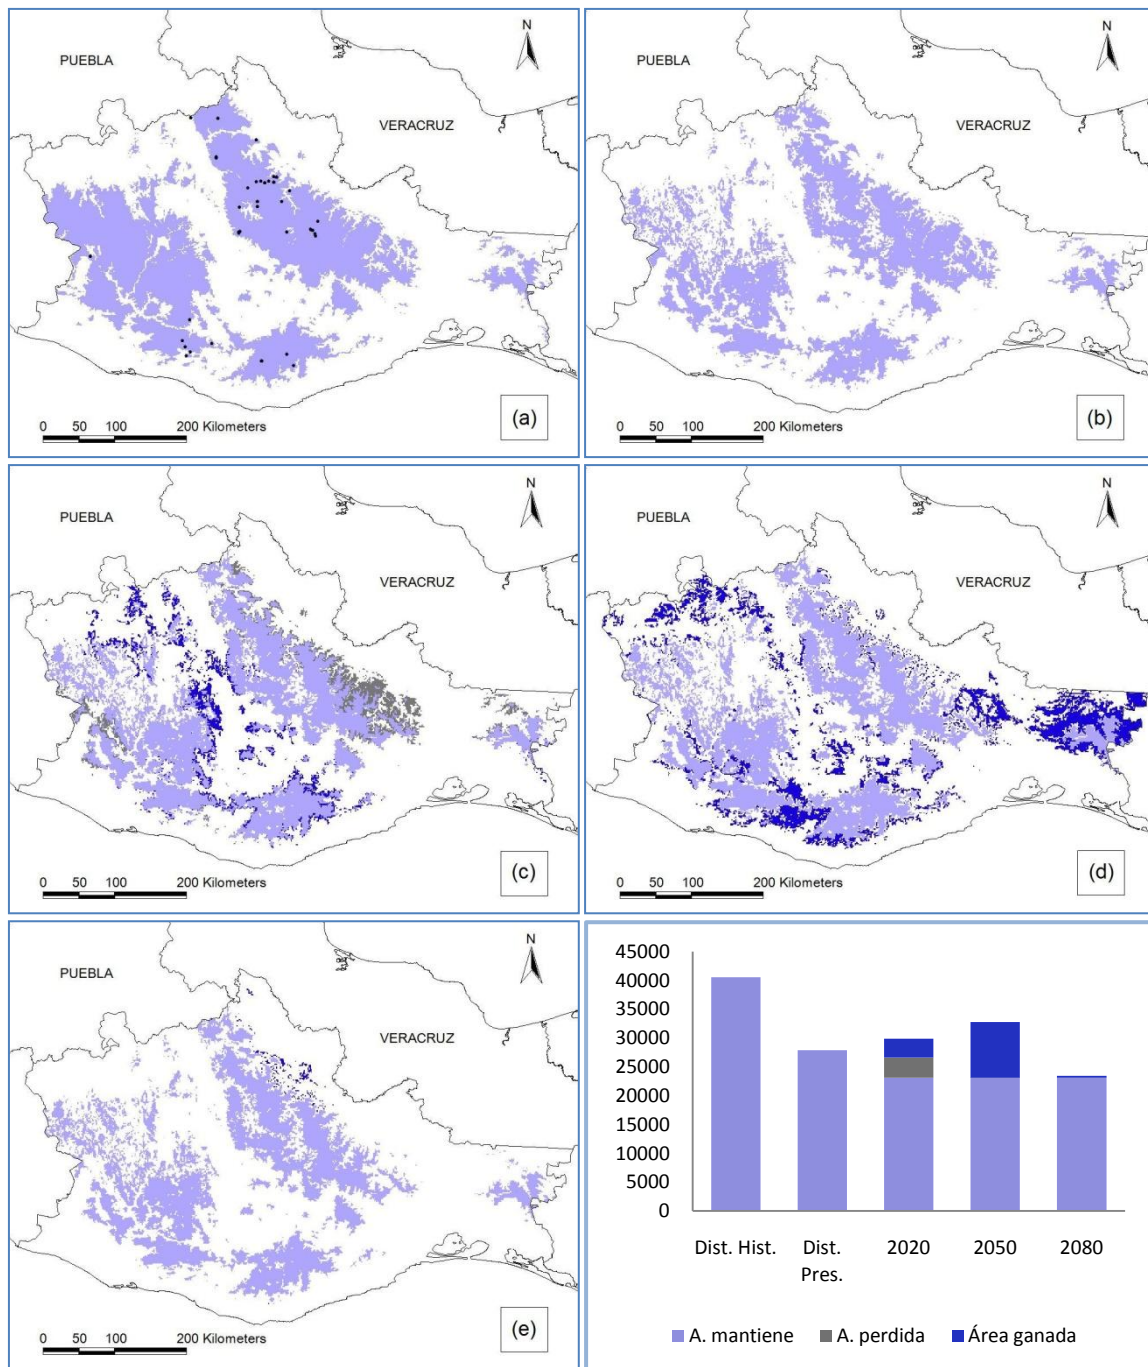 N
PUEBLA
VERACRUZ
0 50 100 200 Kilometers
(a)
N
PUEBLA
VERACRUZ
0 50 100 200 Kilometers
(b)
N
PUEBLA
VERACRUZ
0 50 100 200 Kilometers
(c)
N
PUEBLA
VERACRUZ
0 50 100 200 Kilometers
(d)
N
PUEBLA
VERACRUZ
0 50 100 200 Kilometers
(e)
45000
40000
35000
30000
25000
20000
15000
10000
5000
0
Dist. Hist.
Dist.
Pres.
2020
2050
2080
A. mantiene
A. perdida
Área ganada